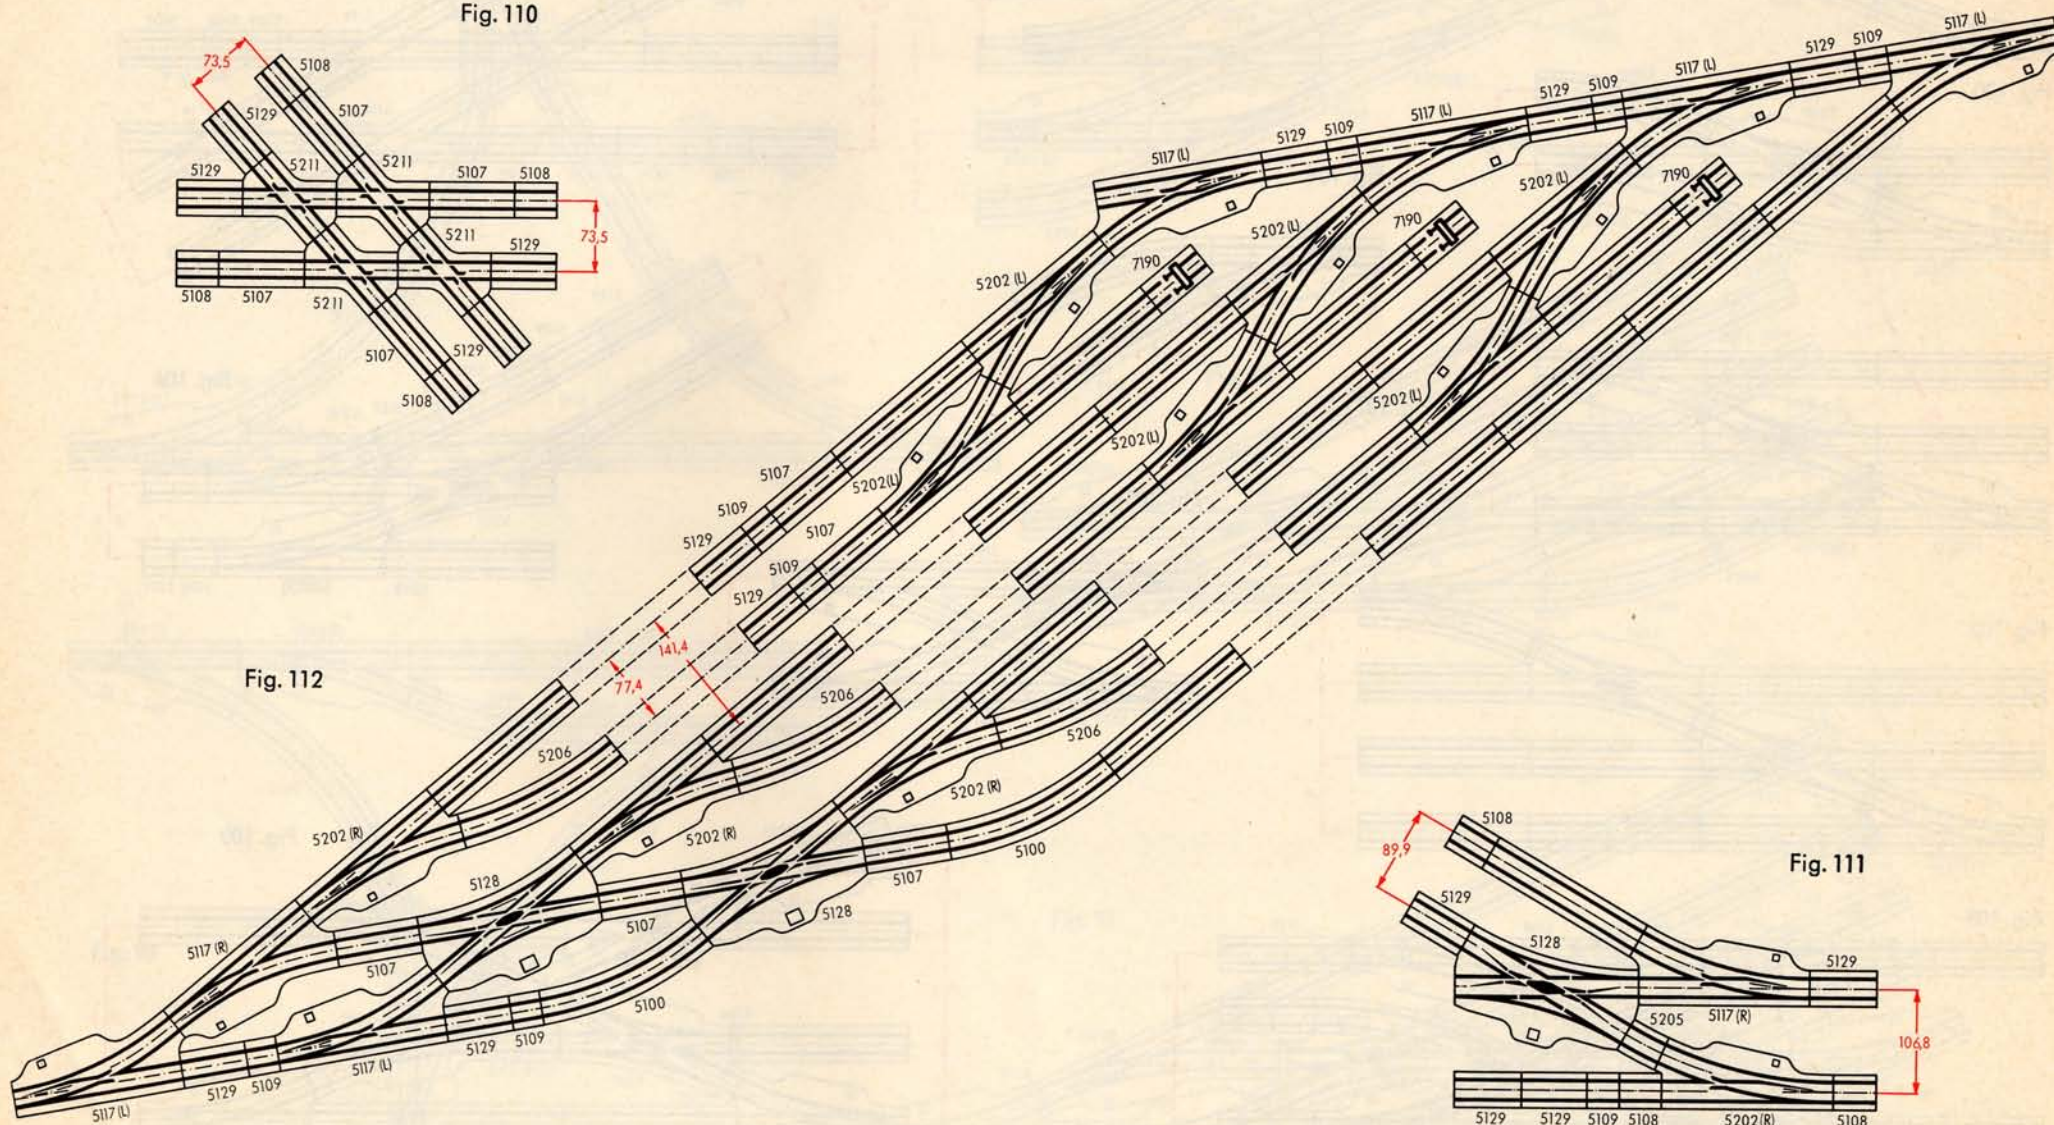 Fig. 110
73,5
5108
5129
5107
5129
5211
5211
5107
5108
73,5
5211
5129
5108
5107
5211
5107
5129
5108
Fig. 112
5117 (L)
5129
5109
5117 (L)
5129
5109
5117 (L)
5129
5109
5117 (L)
5202 (L)
7190
5202 (L)
7190
5202 (L)
7190
5202 (L)
5202 (L)
5202 (L)
5107
5109
5129
5107
5109
5129
141,4
77,4
5206
5206
5206
5202 (R)
5202 (R)
5202 (R)
5128
5117 (R)
5107
5107
5128
5107
5100
5100
5117 (L)
5129
5109
5117 (L)
5129
5109
Fig. 111
89,9
5108
5129
5128
5129
5205
5117 (R)
106,8
5129
5129
5109
5108
5202 (R)
5108